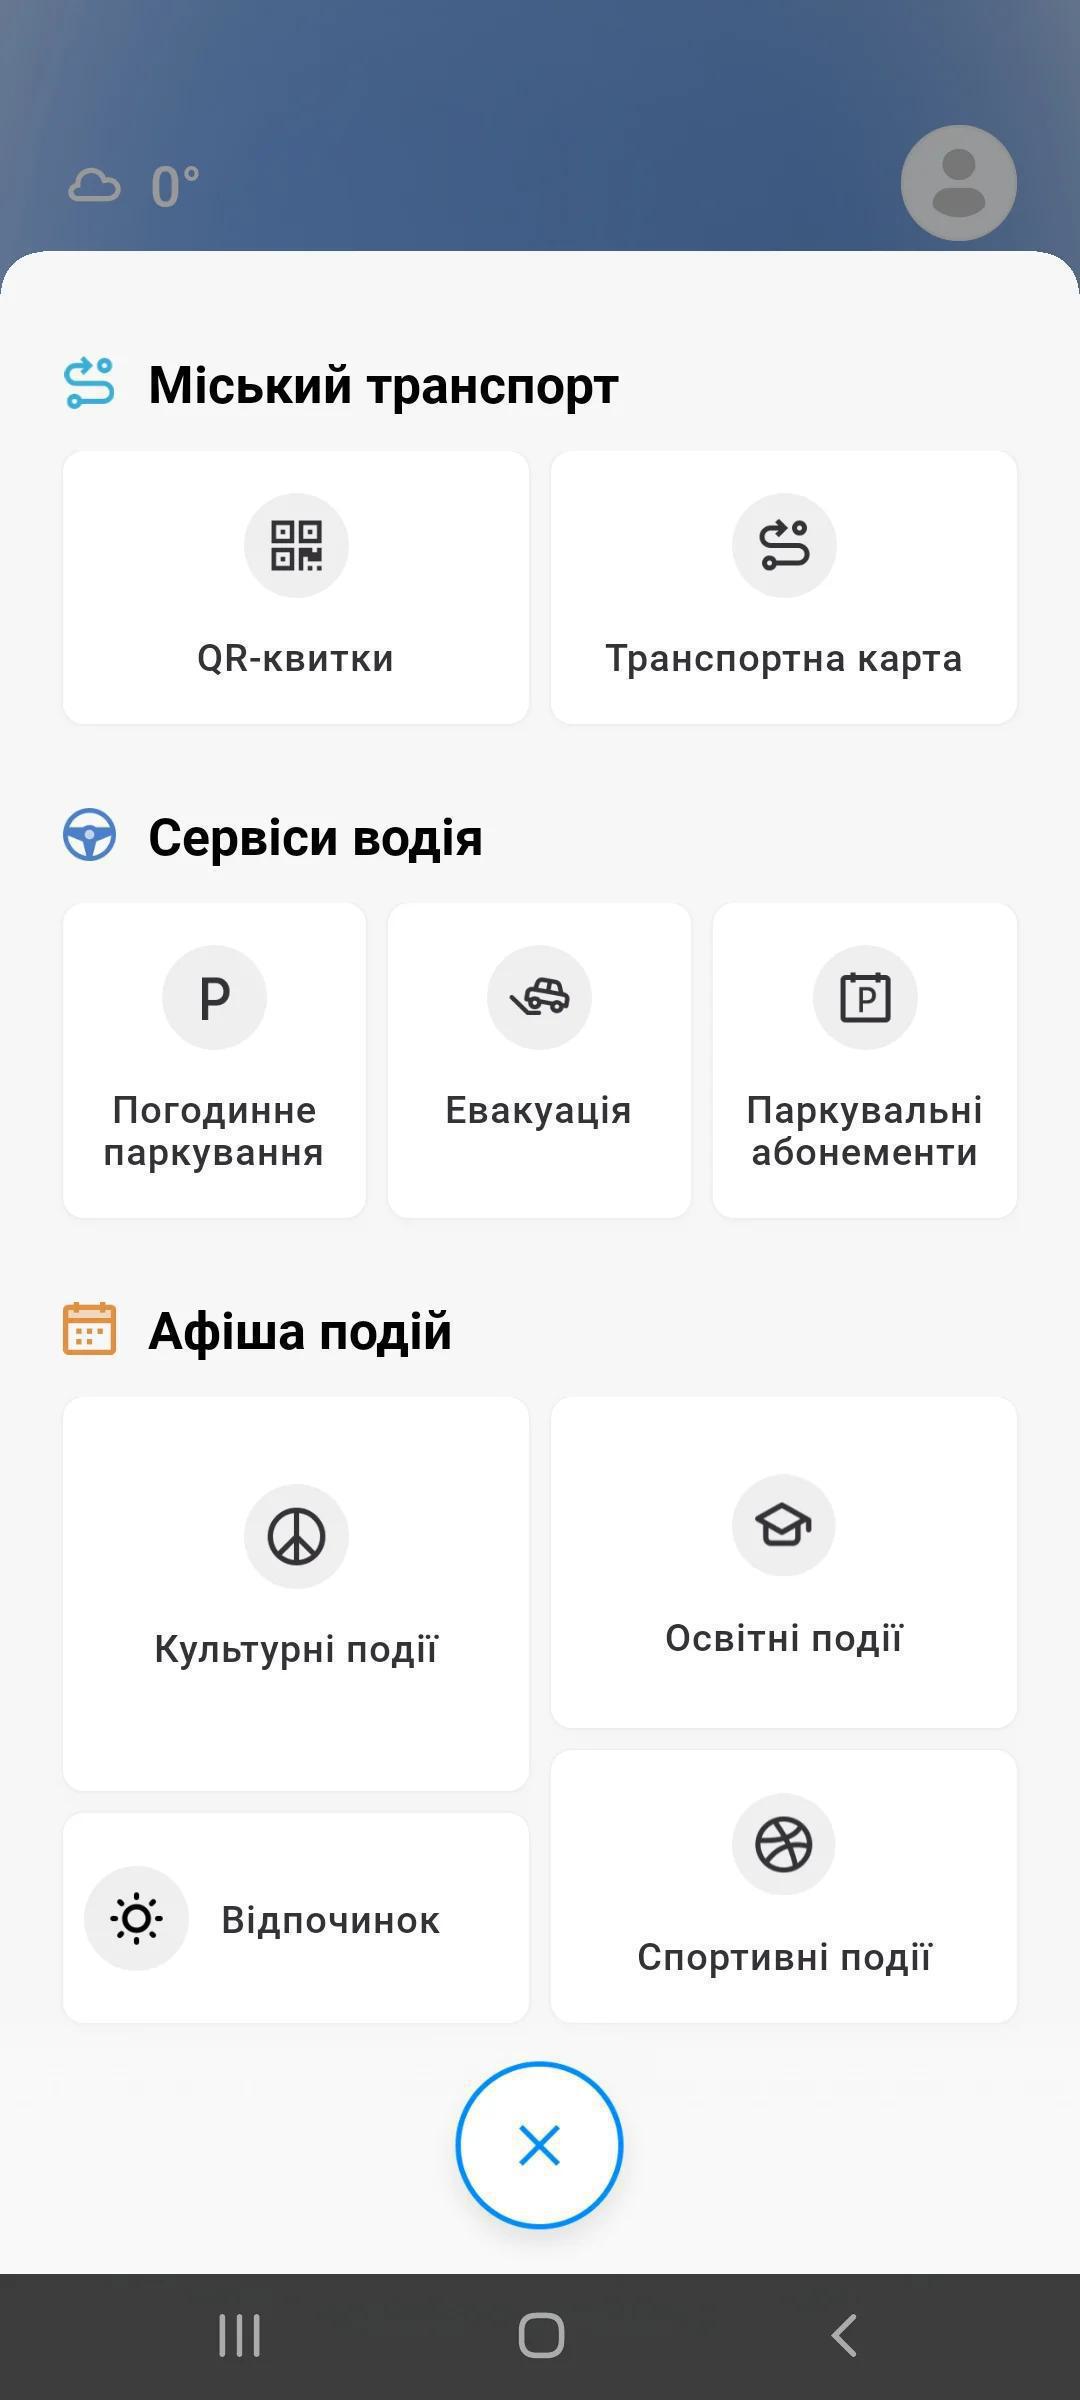 0°
Міський транспорт
QR-квитки
Транспортна карта
Сервіси водія
P
P
Погодинне
паркування
Евакуація
Паркувальні
абонементи
Афіша подій
Культурні події
Освітні події
Відпочинок
Спортивні події